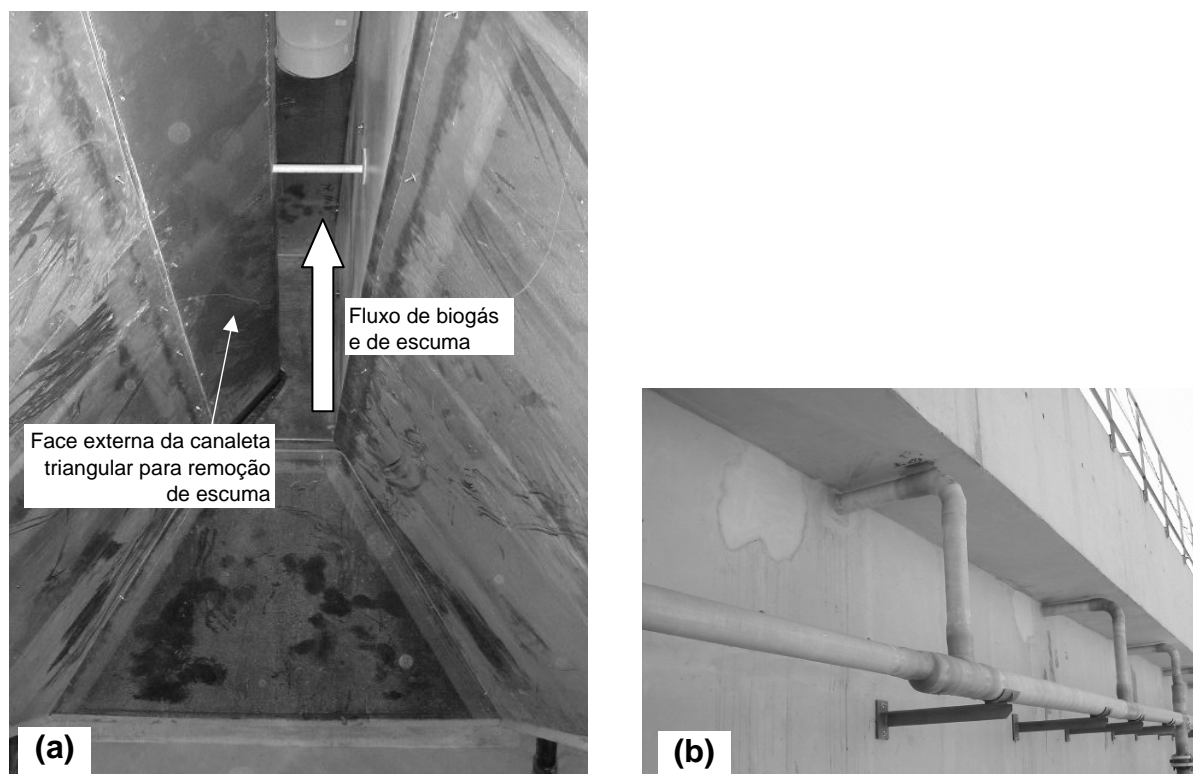 Fluxo de biogás
e de escuma
Face externa da canaleta
triangular para remoção
de escuma
(a)
(b)